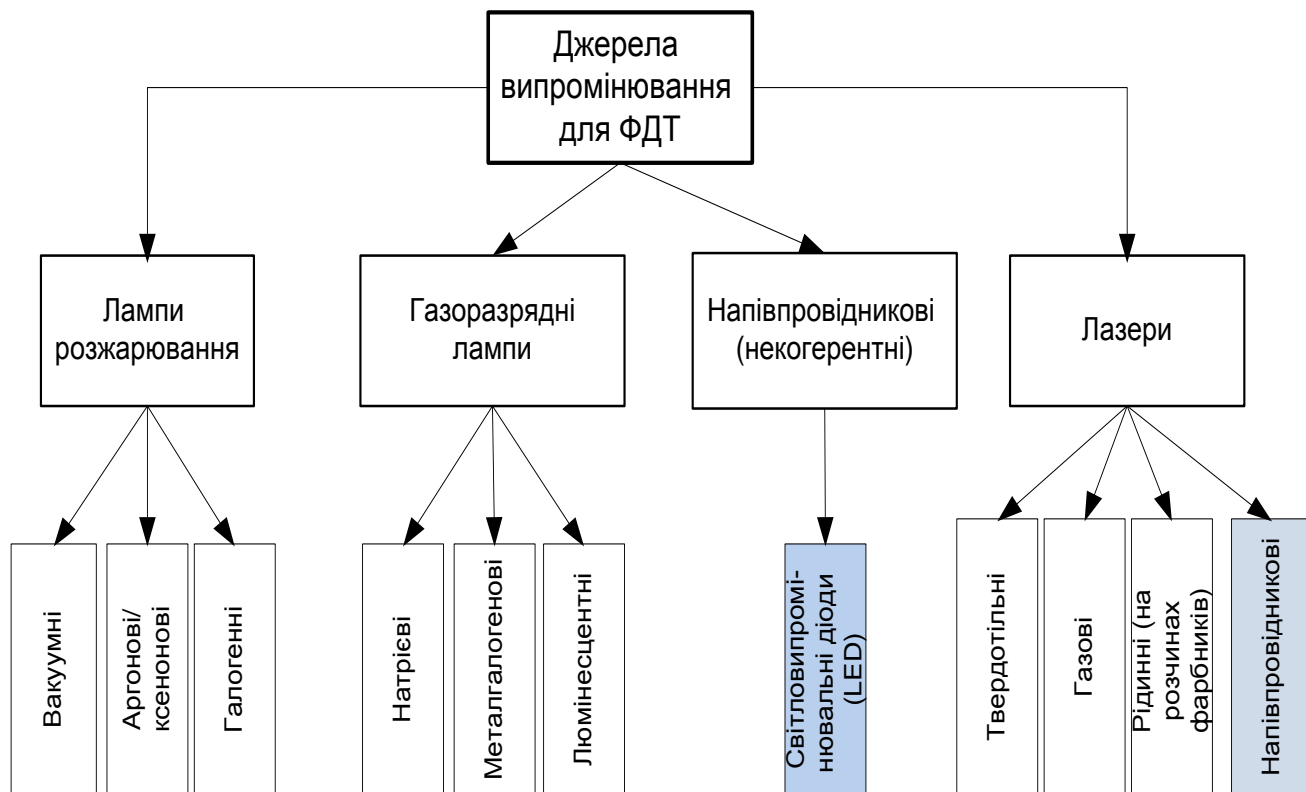 Джерела
випромінювання
для ФДТ
Лампи
розжарювання
Газоразрядні
лампи
Напівпровідникові
(некогерентні)
Лазери
Вакуумні
Аргонові/
ксенонові
Галогенні
Натрієві
Металгалогенові
Люмінесцентні
Світловипромі-
нювальні діоди
(LED)
Твердотільні
Газові
Рідинні (на
розчинах
фарбників)
Напівпровідникові